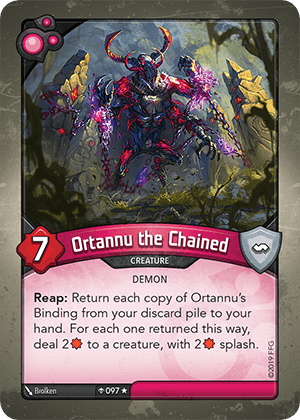 7
Ortannu the Chained
CREATURE
DEMON
Reap: Return each copy of Ortannu's
Binding from your discard pile to your
hand. For each one returned this way,
deal 2 to a creature, with 2 splash.
©2019 FFG
Brolken
097